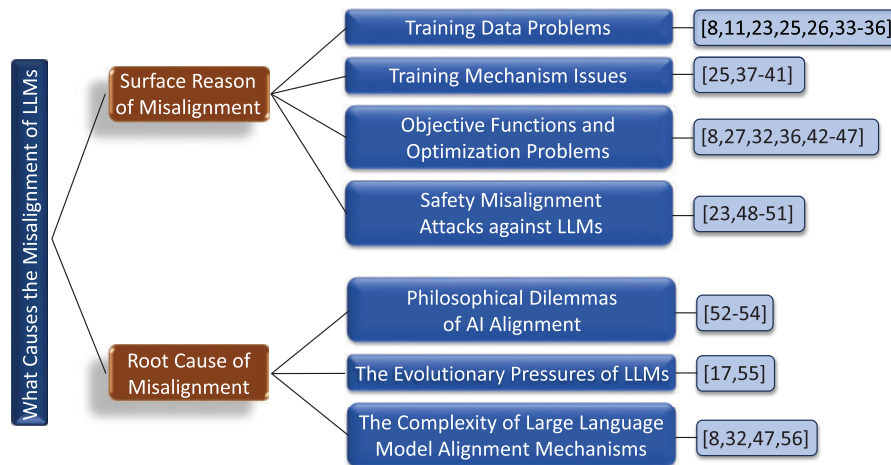 What Causes the Misalignment of LLMs
Surface Reason
of Misalignment
Training Data Problems
[8,11,23,25,26,33-36]
Training Mechanism Issues
[25,37-41]
Objective Functions and
Optimization Problems
[8,27,32,36,42-47]
Safety Misalignment
Attacks against LLMs
[23,48-51]
Root Cause of
Misalignment
Philosophical Dilemmas
of AI Alignment
[52-54]
The Evolutionary Pressures of LLMs
[17,55]
The Complexity of Large Language
Model Alignment Mechanisms
[8,32,47,56]